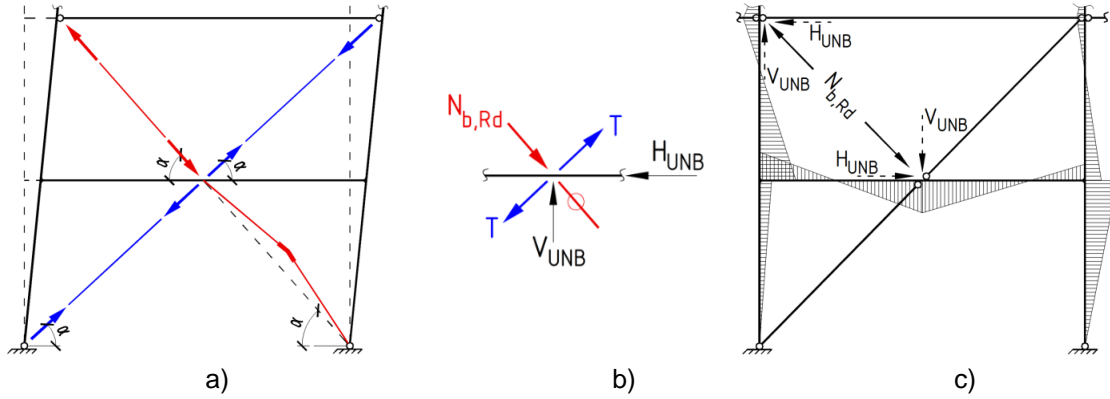 α
α
α
α
a)
N_b,Rd
T
H_UNB
T
V_UNB
b)
H_UNB
V_UNB
N_b,Rd
V_UNB
H_UNB
c)